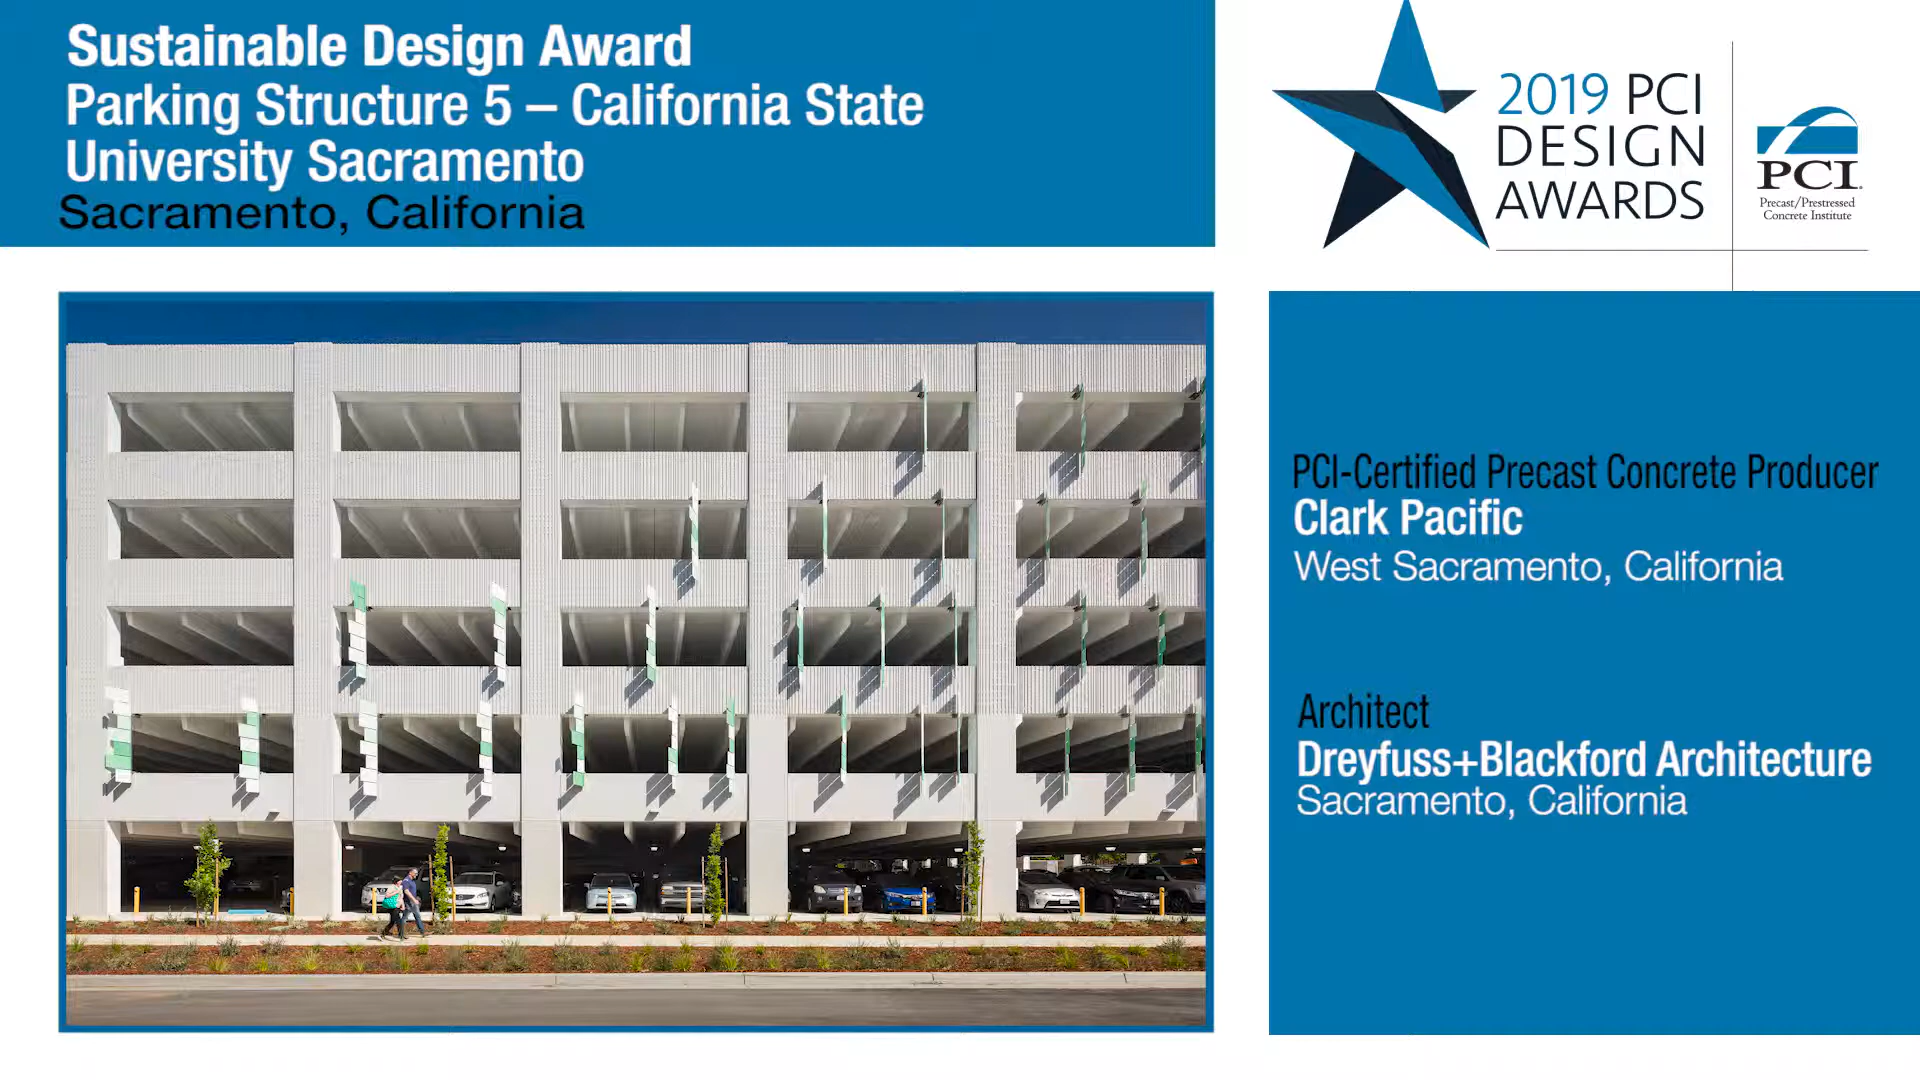 Sustainable Design Award
Parking Structure 5 – California State
University Sacramento
Sacramento, California
2019 PCI
DESIGN
AWARDS
PCI
Precast/Prestressed
Concrete Institute
PCI-Certified Precast Concrete Producer
Clark Pacific
West Sacramento, California
Architect
Dreyfuss+Blackford Architecture
Sacramento, California